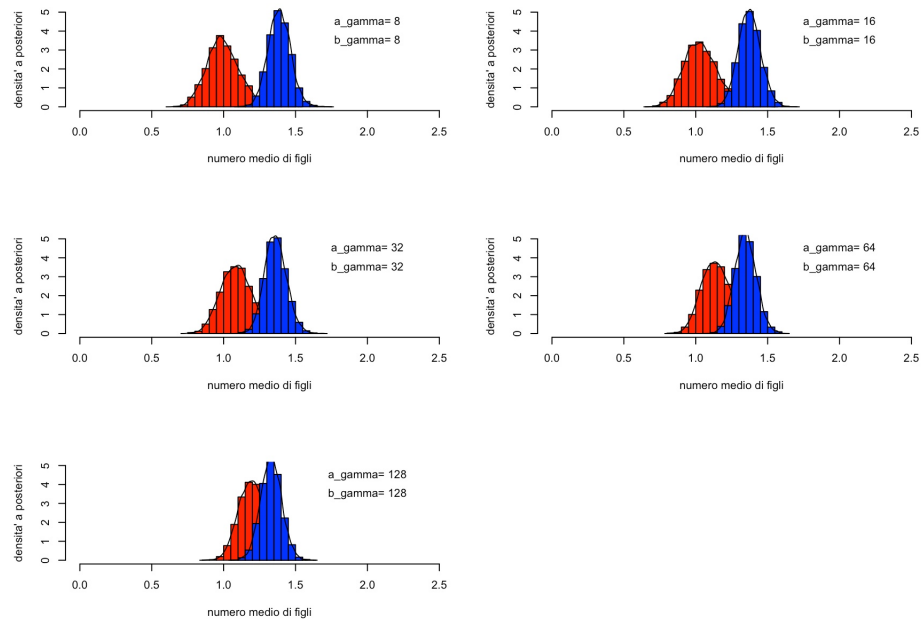 densita' a posteriori
5
4
3
2
1
0
a_gamma= 8
b_gamma= 8
0.0 0.5 1.0 1.5 2.0 2.5
numero medio di figli
densita' a posteriori
5
4
3
2
1
0
a_gamma= 16
b_gamma= 16
0.0 0.5 1.0 1.5 2.0 2.5
numero medio di figli
densita' a posteriori
5
4
3
2
1
0
a_gamma= 32
b_gamma= 32
0.0 0.5 1.0 1.5 2.0 2.5
numero medio di figli
densita' a posteriori
5
4
3
2
1
0
a_gamma= 64
b_gamma= 64
0.0 0.5 1.0 1.5 2.0 2.5
numero medio di figli
densita' a posteriori
5
4
3
2
1
0
a_gamma= 128
b_gamma= 128
0.0 0.5 1.0 1.5 2.0 2.5
numero medio di figli